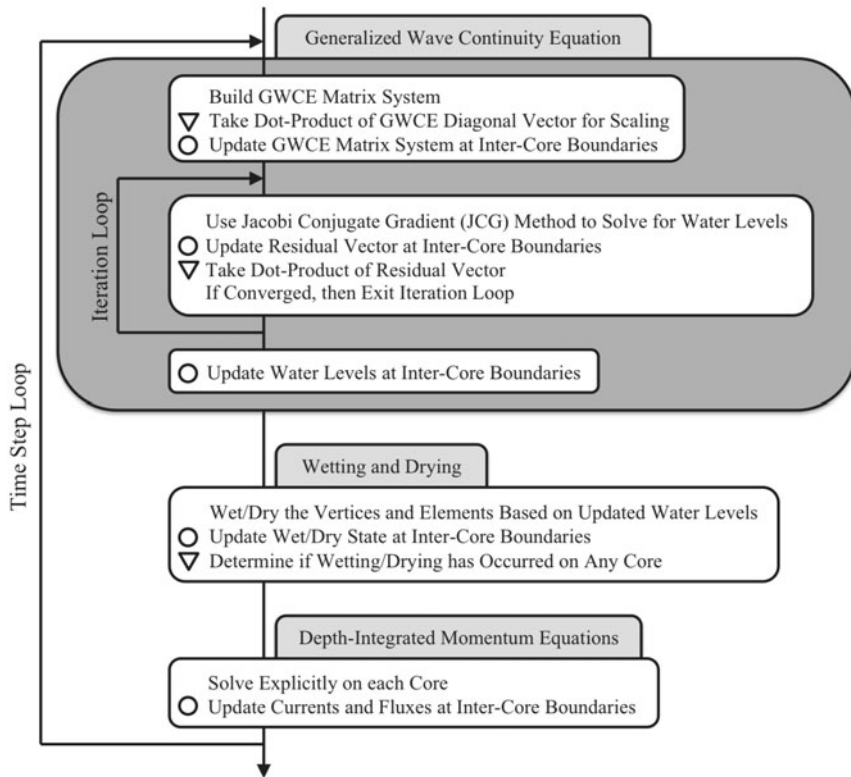 Generalized Wave Continuity Equation
Build GWCE Matrix System
Take Dot-Product of GWCE Diagonal Vector for Scaling
Update GWCE Matrix System at Inter-Core Boundaries
Iteration Loop
Use Jacobi Conjugate Gradient (JCG) Method to Solve for Water Levels
Update Residual Vector at Inter-Core Boundaries
Take Dot-Product of Residual Vector
If Converged, then Exit Iteration Loop
Update Water Levels at Inter-Core Boundaries
Time Step Loop
Wetting and Drying
Wet/Dry the Vertices and Elements Based on Updated Water Levels
Update Wet/Dry State at Inter-Core Boundaries
Determine if Wetting/Drying has Occurred on Any Core
Depth-Integrated Momentum Equations
Solve Explicitly on each Core
Update Currents and Fluxes at Inter-Core Boundaries